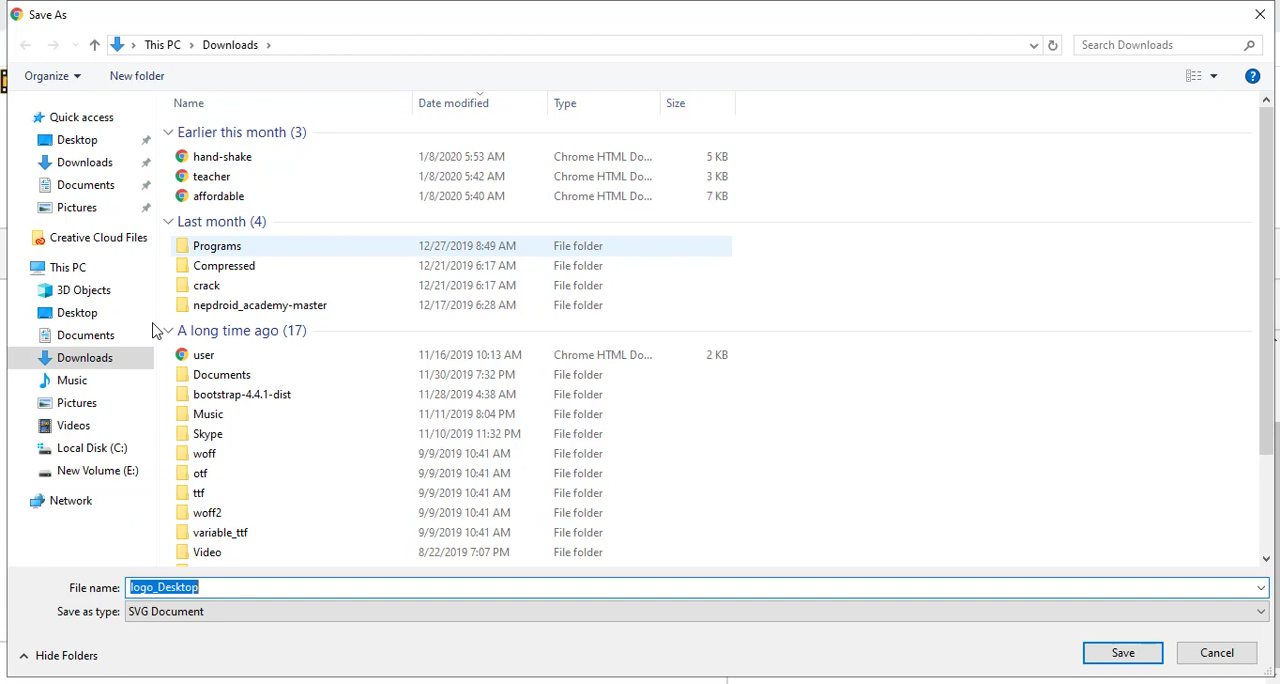 Save As
This PC > Downloads >
Search Downloads
Organize
New folder
Name
Date modified
Type
Size
Earlier this month (3)
hand-shake 1/8/2020 5:53 AM Chrome HTML Do... 5 KB
teacher 1/8/2020 5:42 AM Chrome HTML Do... 3 KB
affordable 1/8/2020 5:40 AM Chrome HTML Do... 7 KB
Last month (4)
Programs 12/27/2019 8:49 AM File folder
Compressed 12/21/2019 6:17 AM File folder
crack 12/21/2019 6:17 AM File folder
nepdroid_academy-master 12/17/2019 6:28 AM File folder
A long time ago (17)
user 11/16/2019 10:13 AM Chrome HTML Do... 2 KB
Documents 11/30/2019 7:32 PM File folder
bootstrap-4.4.1-dist 11/28/2019 4:38 AM File folder
Music 11/11/2019 8:04 PM File folder
Skype 11/10/2019 11:32 PM File folder
woff 9/9/2019 10:41 AM File folder
otf 9/9/2019 10:41 AM File folder
ttf 9/9/2019 10:41 AM File folder
woff2 9/9/2019 10:41 AM File folder
variable_ttf 9/9/2019 10:41 AM File folder
Video 8/22/2019 7:07 PM File folder
Quick access
Desktop
Downloads
Documents
Pictures
Creative Cloud Files
This PC
3D Objects
Desktop
Documents
Downloads
Music
Pictures
Videos
Local Disk (C:)
New Volume (E:)
Network
File name: logo_Desktop
Save as type: SVG Document
Hide Folders
Save
Cancel